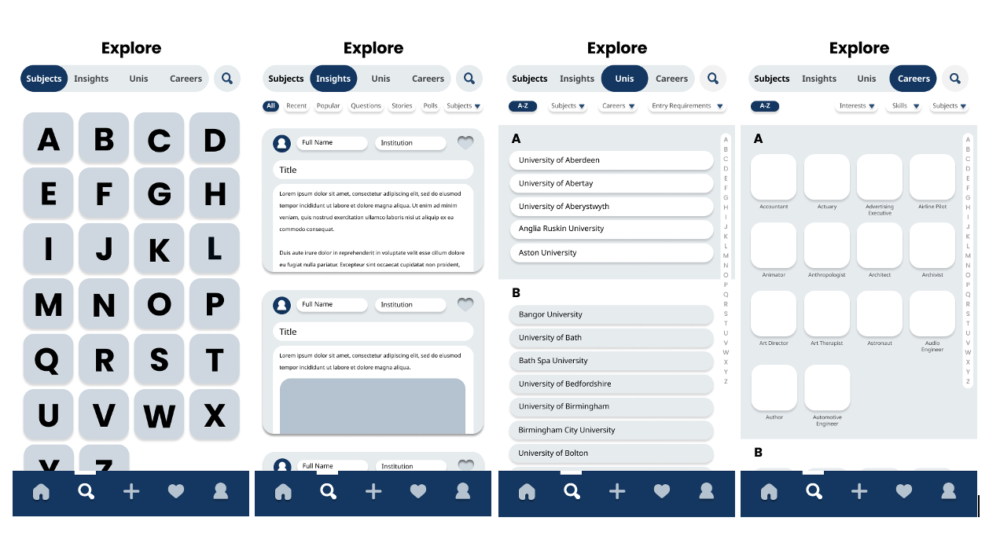 Explore
Subjects Insights Unis Careers
A B C D
E F G H
I J K L
M N O P
Q R S T
U V W X
Y Z
Explore
Subjects Insights Unis Careers
All Recent Popular Questions Stories Polls Subjects
Full Name Institution
Title
Lorem ipsum dolor sit amet, consectetur adipiscing elit, sed do eiusmod
tempor incididunt ut labore et dolore magna aliqua. Ut enim ad minim
veniam, quis nostrud exercitation ullamco laboris nisi ut aliquip ex ea
commodo consequat.
Duis aute irure dolor in reprehenderit in voluptate velit esse cillum dolore
eu fugiat nulla pariatur. Excepteur sint occaecat cupidatat non proident,
Full Name Institution
Title
Lorem ipsum dolor sit amet, consectetur adipiscing elit, sed do eiusmod
tempor incididunt ut labore et dolore magna aliqua.
Full Name Institution
Explore
Subjects Insights Unis Careers
A-Z Subjects Careers Entry Requirements
A
University of Aberdeen
University of Abertay
University of Aberystwyth
Anglia Ruskin University
Aston University
B
Bangor University
University of Bath
Bath Spa University
University of Bedfordshire
University of Birmingham
Birmingham City University
University of Bolton
A
B
C
D
E
F
G
H
I
J
K
L
M
N
O
P
Q
R
S
T
U
V
W
X
Y
Z
Explore
Subjects Insights Unis Careers
A-Z Interests Skills Subjects
A
Accountant Actuary Advertising Airline Pilot
Executive
Animator Anthropologist Architect Archivist
Art Director Art Therapist Astronaut Audio
Engineer
Author Automotive
Engineer
B
A
B
C
D
E
F
G
H
I
J
K
L
M
N
O
P
Q
R
S
T
U
V
W
X
Y
Z